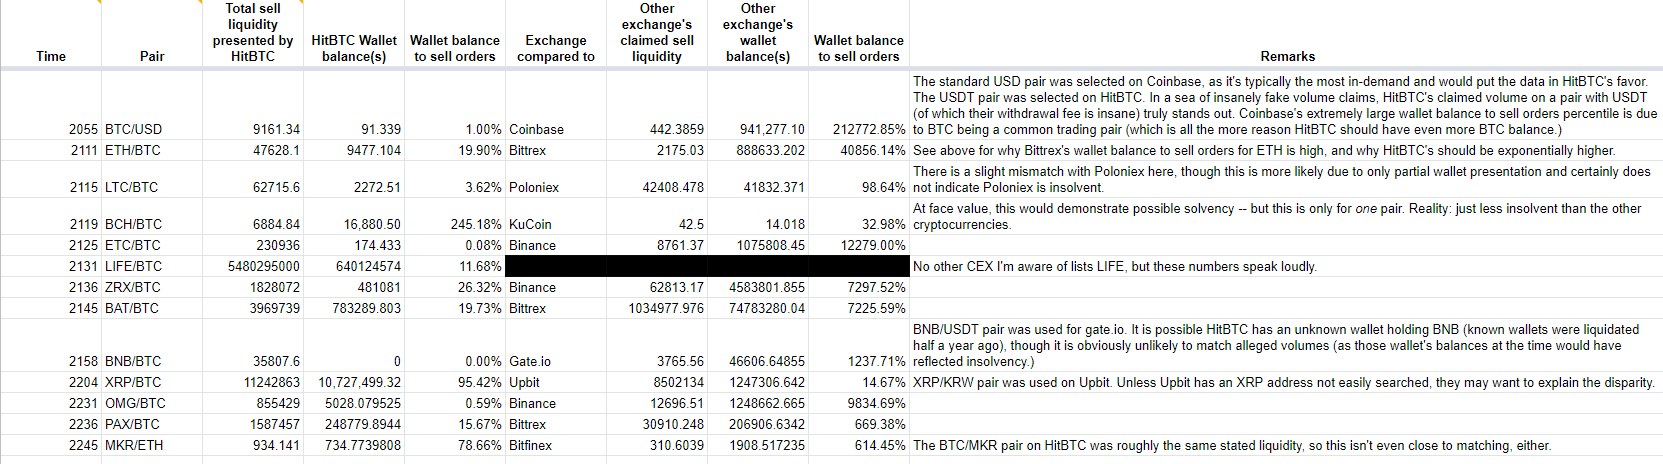 Time Pair Total sell liquidity presented by HitBTC HitBTC Wallet balance(s) Wallet balance to sell orders Exchange compared to Other exchange's claimed sell liquidity Other exchange's wallet balance(s) Wallet balance to sell orders Remarks
The standard USD pair was selected on Coinbase, as it's typically the most in-demand and would put the data in HitBTC's favor.
The USDT pair was selected on HitBTC. In a sea of insanely fake volume claims, HitBTC's claimed volume on a pair with USDT
(of which their withdrawal fee is insane) truly stands out. Coinbase's extremely large wallet balance to sell orders percentile is due
2055 BTC/USD 9161.34 91.339 1.00% Coinbase 442.3859 941,277.10 212772.85% to BTC being a common trading pair (which is all the more reason HitBTC should have even more BTC balance.)
2111 ETH/BTC 47628.1 9477.104 19.90% Bittrex 2175.03 888633.202 40856.14% See above for why Bittrex's wallet balance to sell orders for ETH is high, and why HitBTC's should be exponentially higher.
There is a slight mismatch with Poloniex here, though this is more likely due to only partial wallet presentation and certainly does
2115 LTC/BTC 62715.6 2272.51 3.62% Poloniex 42408.478 41832.371 98.64% not indicate Poloniex is insolvent.
At face value, this would demonstrate possible solvency -- but this is only for one pair. Reality: just less insolvent than the other
2119 BCH/BTC 6884.84 16,880.50 245.18% KuCoin 42.5 14.018 32.98% cryptocurrencies.
2125 ETC/BTC 230936 174.433 0.08% Binance 8761.37 1075808.45 12279.00%
2131 LIFE/BTC 5480295000 640124574 11.68% No other CEX I'm aware of lists LIFE, but these numbers speak loudly.
2136 ZRX/BTC 1828072 481081 26.32% Binance 62813.17 4583801.855 7297.52%
2145 BAT/BTC 3969739 783289.803 19.73% Bittrex 1034977.976 74783280.04 7225.59%
BNB/USDT pair was used for gate.io. It is possible HitBTC has an unknown wallet holding BNB (known wallets were liquidated
half a year ago), though it is obviously unlikely to match alleged volumes (as those wallet's balances at the time would have
2158 BNB/BTC 35807.6 0 0.00% Gate.io 3765.56 46606.64855 1237.71% reflected insolvency.)
2204 XRP/BTC 11242863 10,727,499.32 95.42% Upbit 8502134 1247306.642 14.67% XRP/KRW pair was used on Upbit. Unless Upbit has an XRP address not easily searched, they may want to explain the disparity.
2231 OMG/BTC 855429 5028.079525 0.59% Binance 12696.51 1248662.665 9834.69%
2236 PAX/BTC 1587457 248779.8944 15.67% Bittrex 30910.248 206906.6342 669.38%
2245 MKR/ETH 934.141 734.7739808 78.66% Bitfinex 310.6039 1908.517235 614.45% The BTC/MKR pair on HitBTC was roughly the same stated liquidity, so this isn't even close to matching, either.